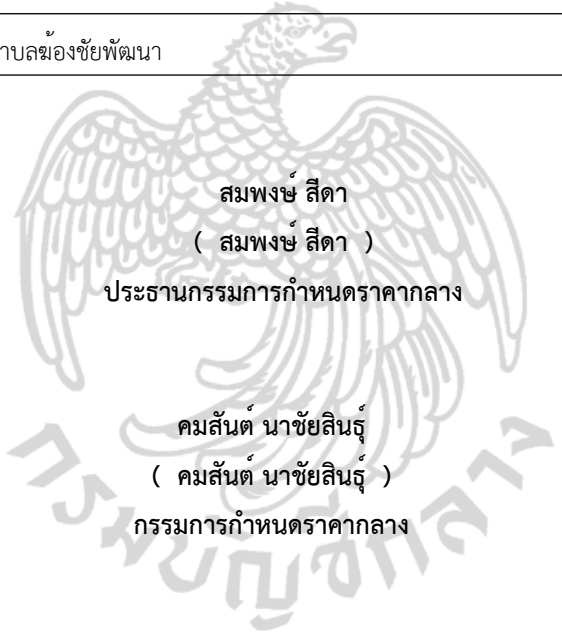 าบลฆ้องชัยพัฒนา
สมพงษ์ สีดา
( สมพงษ์ สีดา )
ประธานกรรมการกำหนดราคากลาง
คมสันต์ นาชัยสินธุ์
( คมสันต์ นาชัยสินธุ์ )
กรรมการกำหนดราคากลาง
กรมบัญชีกลาง